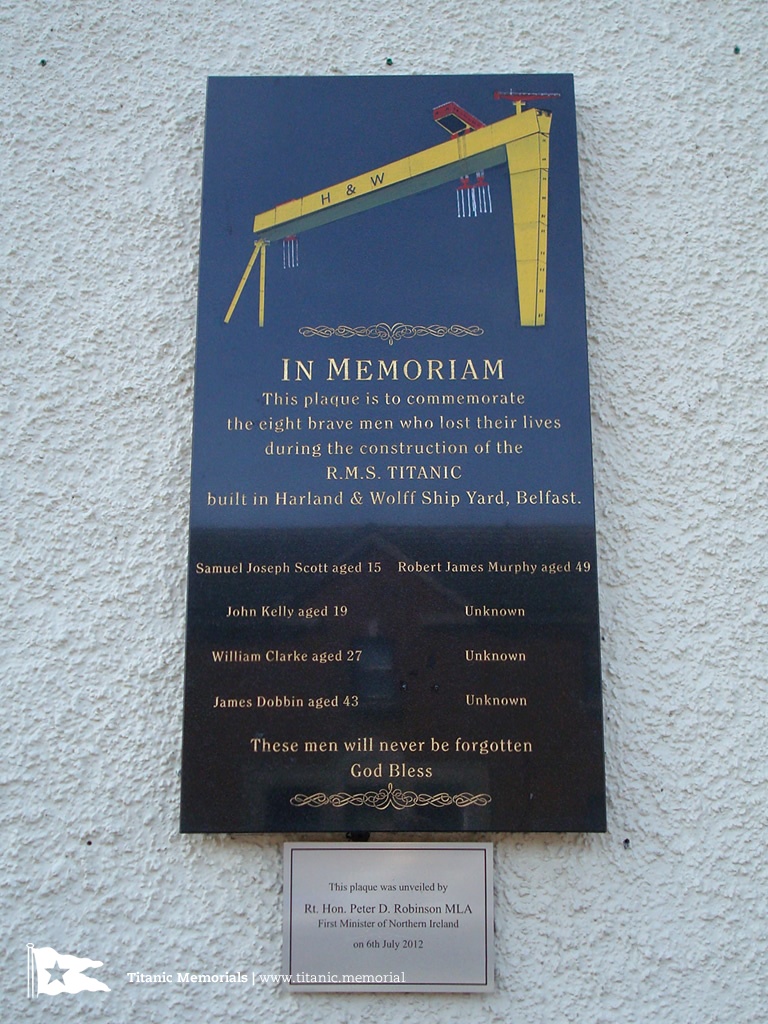 H & W
IN MEMORIAM
This plaque is to commemorate
the eight brave men who lost their lives
during the construction of the
R.M.S. TITANIC
built in Harland & Wolff Ship Yard, Belfast.
Samuel Joseph Scott aged 15 Robert James Murphy aged 49
John Kelly aged 19 Unknown
William Clarke aged 27 Unknown
James Dobbin aged 43 Unknown
These men will never be forgotten
God Bless
This plaque was unveiled by
Rt. Hon. Peter D. Robinson MLA
First Minister of Northern Ireland
on 6th July 2012
Titanic Memorials | www.titanic.memorial